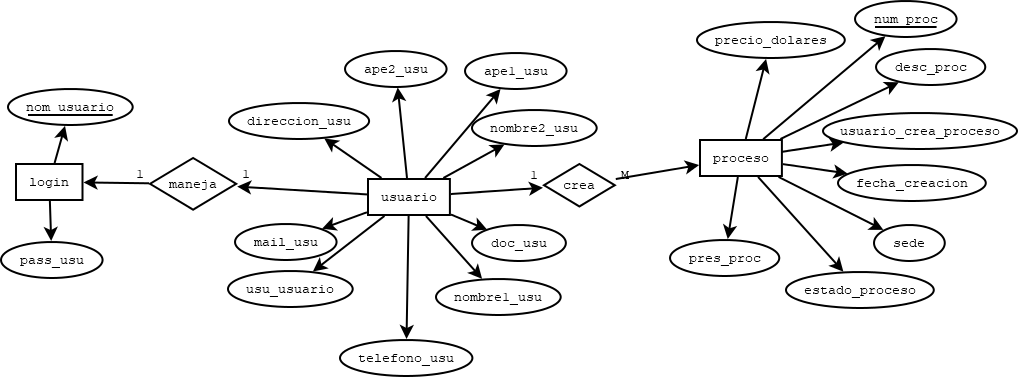 num_proc
precio_dolares
ape2_usu
ape1_usu
desc_proc
nom_usuario
direccion_usu
nombre2_usu
usuario_crea_proceso
proceso
login
1
maneja
1
usuario
1
crea
M
fecha_creacion
mail_usu
doc_usu
sede
pass_usu
pres_proc
usu_usuario
nombre1_usu
estado_proceso
telefono_usu